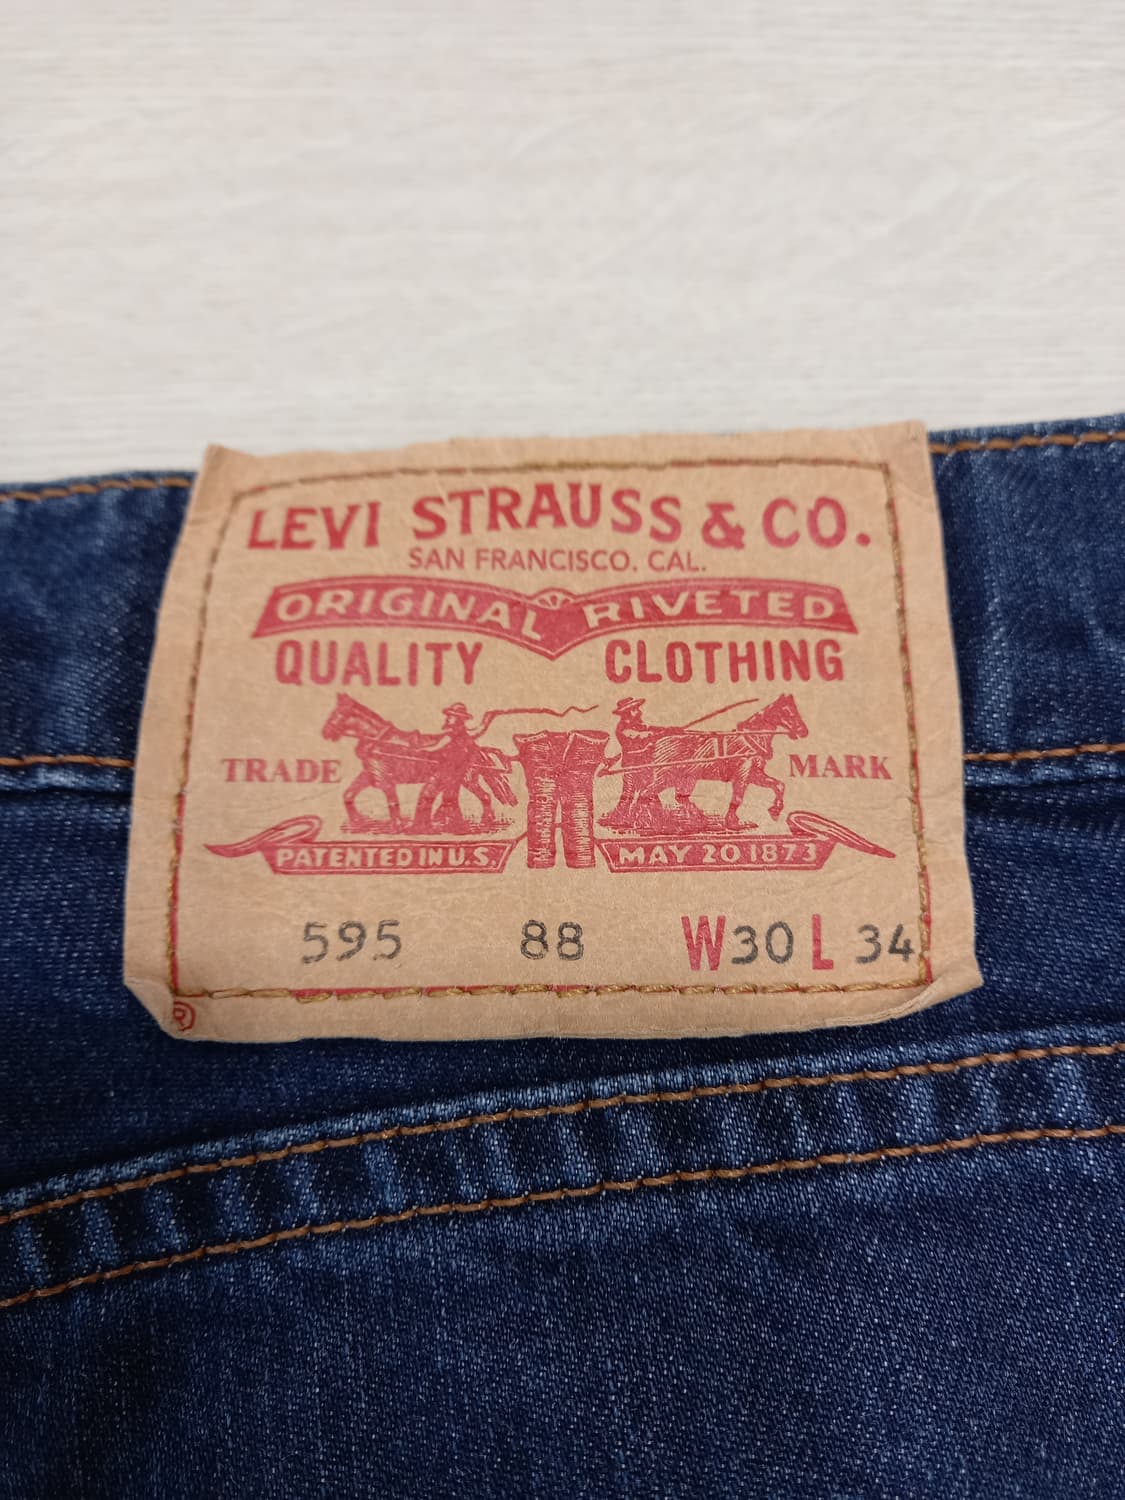 LEVI STRAUSS & CO.
SAN FRANCISCO. CAL.
ORIGINAL RIVETED
QUALITY CLOTHING
TRADE MARK
PATENTED IN U.S. MAY 20 1873
595 88 W30 L 34
®